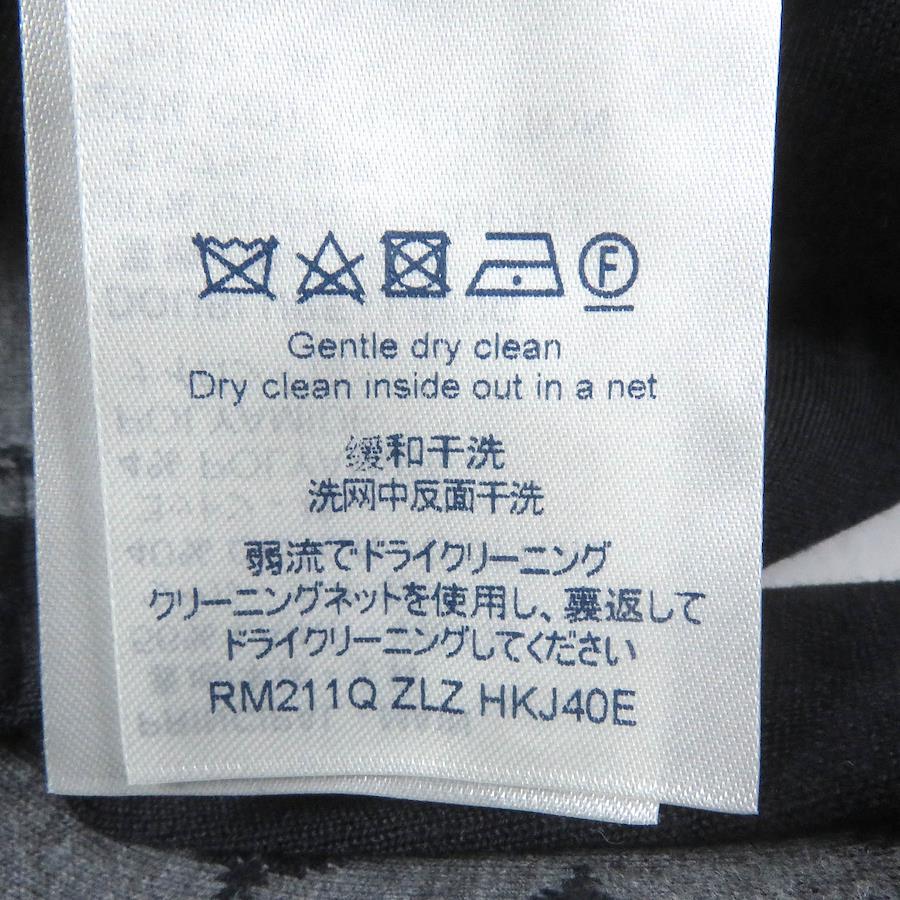 F
Gentle dry clean
Dry clean inside out in a net
缓和干洗
洗网中反面干洗
弱流でドライクリーニング
クリーニングネットを使用し、裏返して
ドライクリーニングしてください
RM211Q ZLZ HKJ40E